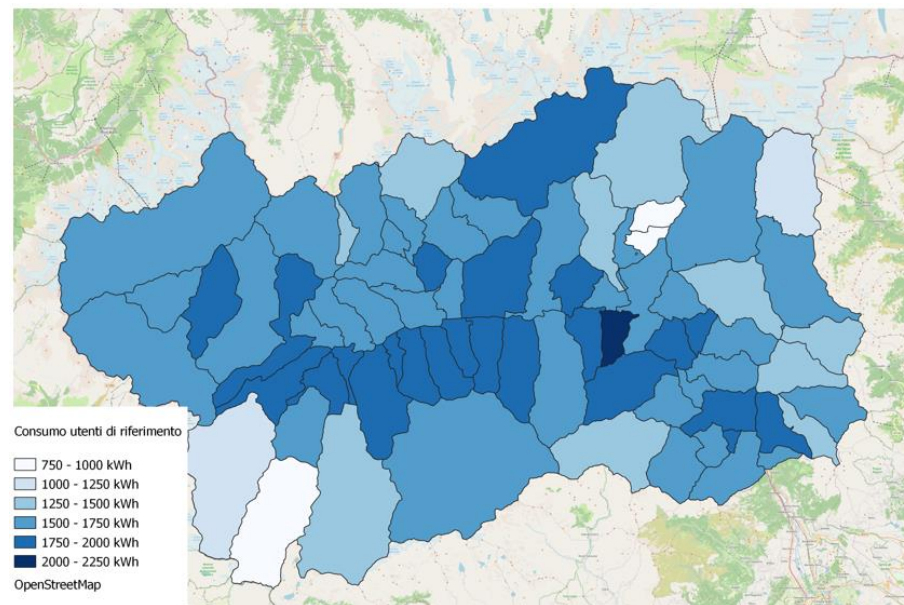 Consumo utenti di riferimento
750 - 1000 kWh
1000 - 1250 kWh
1250 - 1500 kWh
1500 - 1750 kWh
1750 - 2000 kWh
2000 - 2250 kWh
OpenStreetMap